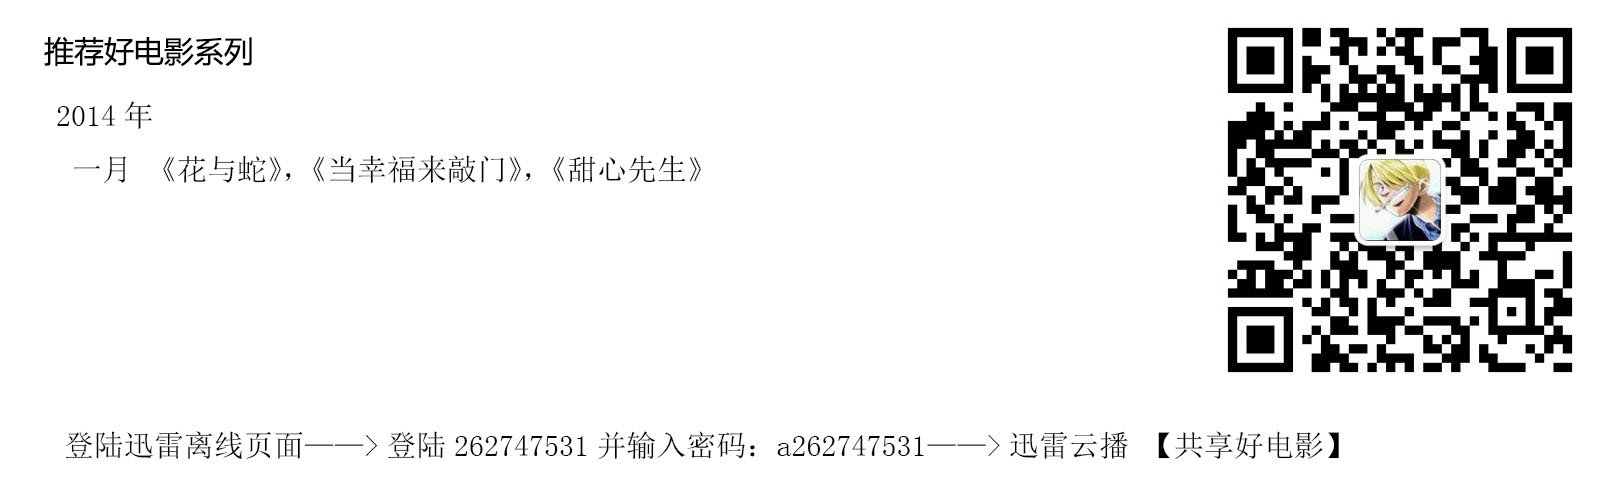 推荐好电影系列
2014 年
一月 《花与蛇》，《当幸福来敲门》，《甜心先生》
登陆迅雷离线页面——> 登陆 262747531 并输入密码：a262747531——> 迅雷云播 【共享好电影】